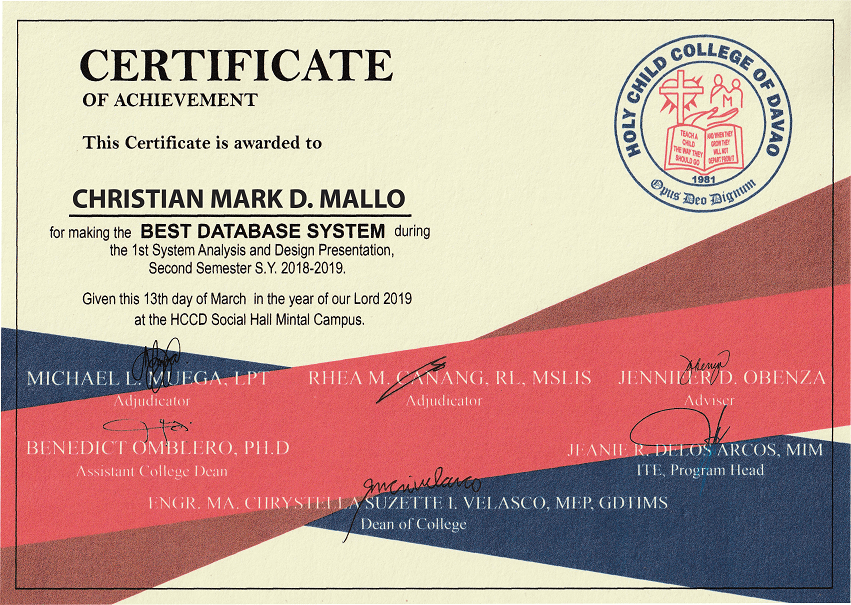 CERTIFICATE
OF ACHIEVEMENT
This Certificate is awarded to
CHRISTIAN MARK D. MALLO
for making the BEST DATABASE SYSTEM during
the 1st System Analysis and Design Presentation,
Second Semester S.Y. 2018-2019.
Given this 13th day of March in the year of our Lord 2019
at the HCCD Social Hall Mintal Campus.
HOLY CHILD COLLEGE OF DAVAO
TEACH A
CHILD
THE WAY THEY
SHOULD GO
AND WHEN THEY
GROW THEY
WILL NOT
DEPART FROM IT
M
1981
Opus Deo Dignum
MICHAEL L. MUEGA, LPT
Adjudicator
RHEA M. CANANG, RL, MSLIS
Adjudicator
JENNIFER D. OBENZA
Adviser
BENEDICT OMBLERO, PH.D
Assistant College Dean
JEANIE R. DELOS ARCOS, MIM
ITE, Program Head
ENGR. MA. CHRYSTELLA SUZETTE I. VELASCO, MEP, GDTIMS
Dean of College